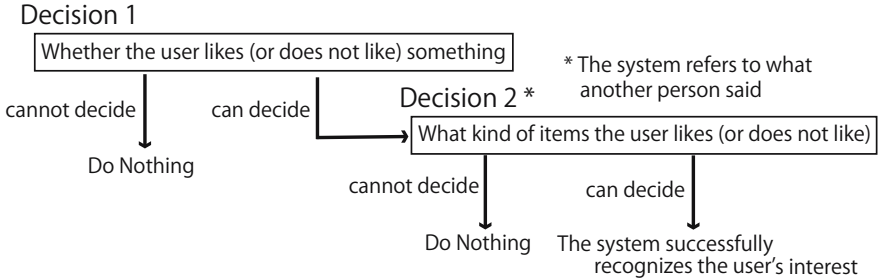 Decision 1
Whether the user likes (or does not like) something
* The system refers to what
another person said
cannot decide
can decide
Decision 2 *
What kind of items the user likes (or does not like)
Do Nothing
cannot decide
can decide
Do Nothing
The system successfully
recognizes the user's interest